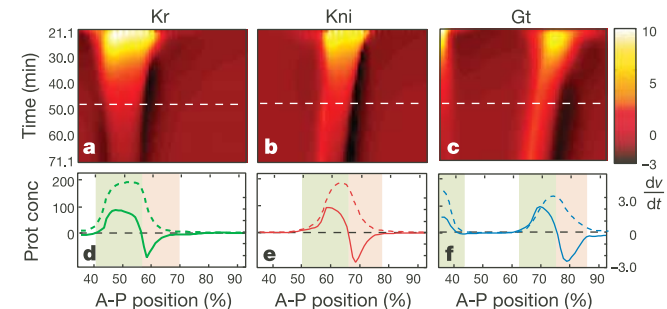 Kr Kni Gt
21.1 10
30.0
40.0 5
50.0
60.0 0
71.1 −3
Time (min)
a b c
200 dv
100 3.0 dt
0 0
−3.0
Prot conc
d e f
40 50 60 70 80 90 40 50 60 70 80 90 40 50 60 70 80 90
A-P position (%) A-P position (%) A-P position (%)